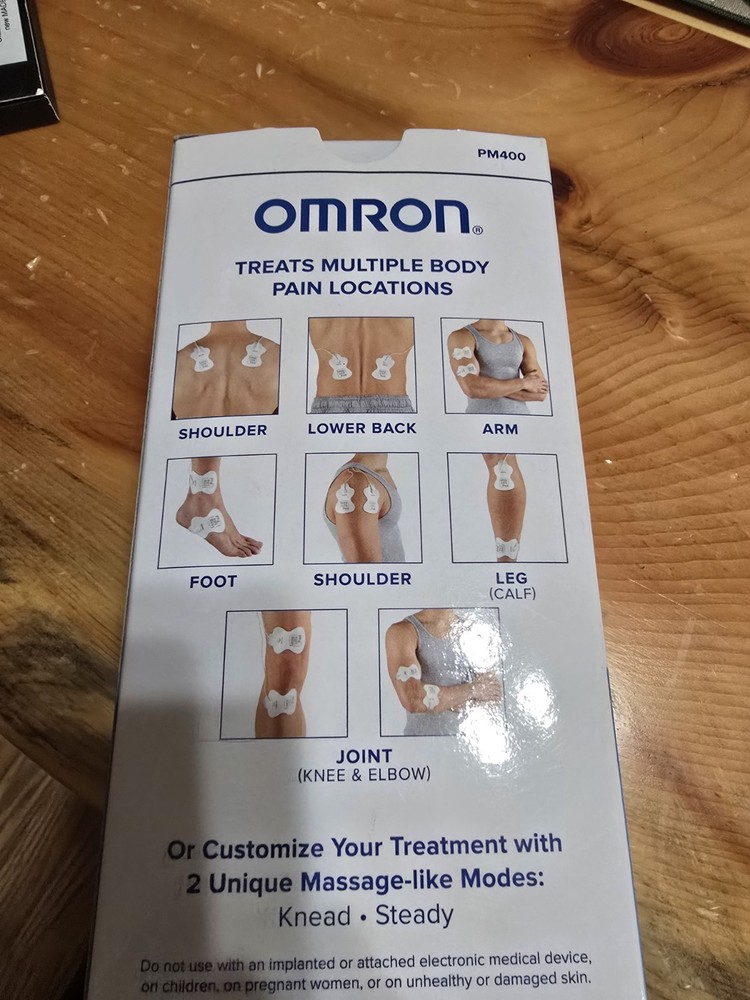 new MADE
PM400
OMRON®
TREATS MULTIPLE BODY
PAIN LOCATIONS
SHOULDER
LOWER BACK
ARM
FOOT
SHOULDER
LEG
(CALF)
JOINT
(KNEE & ELBOW)
Or Customize Your Treatment with
2 Unique Massage-like Modes:
Knead • Steady
Do not use with an implanted or attached electronic medical device,
on children, on pregnant women, or on unhealthy or damaged skin.